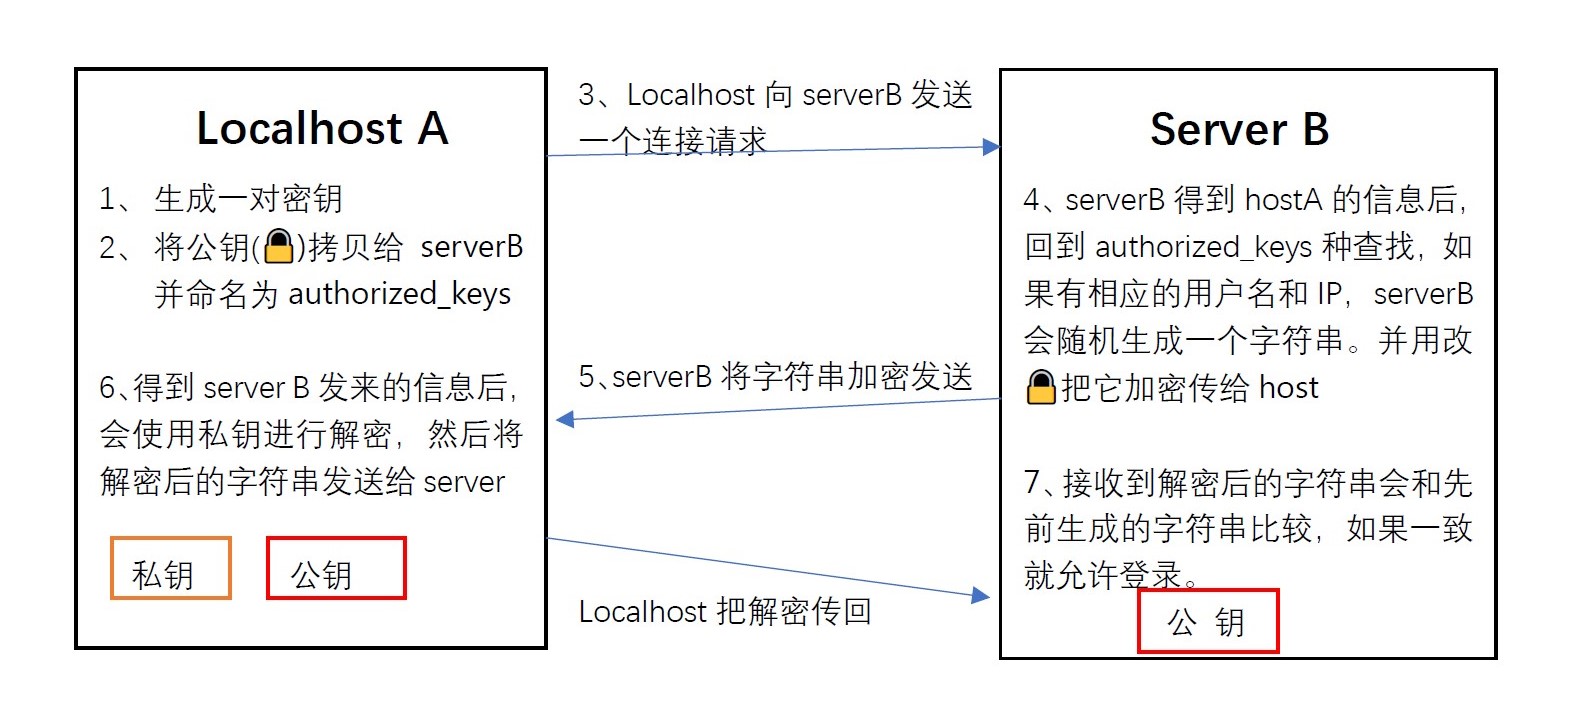 Localhost A
1、 生成一对密钥
2、 将公钥(🔒)拷贝给 serverB
并命名为 authorized_keys
6、得到 server B 发来的信息后,
会使用私钥进行解密，然后将
解密后的字符串发送给 server
私钥
公钥
3、Localhost 向 serverB 发送
一个连接请求
5、serverB 将字符串加密发送
Localhost 把解密传回
Server B
4、serverB 得到 hostA 的信息后,
回到 authorized_keys 种查找，如
果有相应的用户名和 IP，serverB
会随机生成一个字符串。并用改
🔒把它加密传给 host
7、接收到解密后的字符串会和先
前生成的字符串比较，如果一致
就允许登录。
公 钥